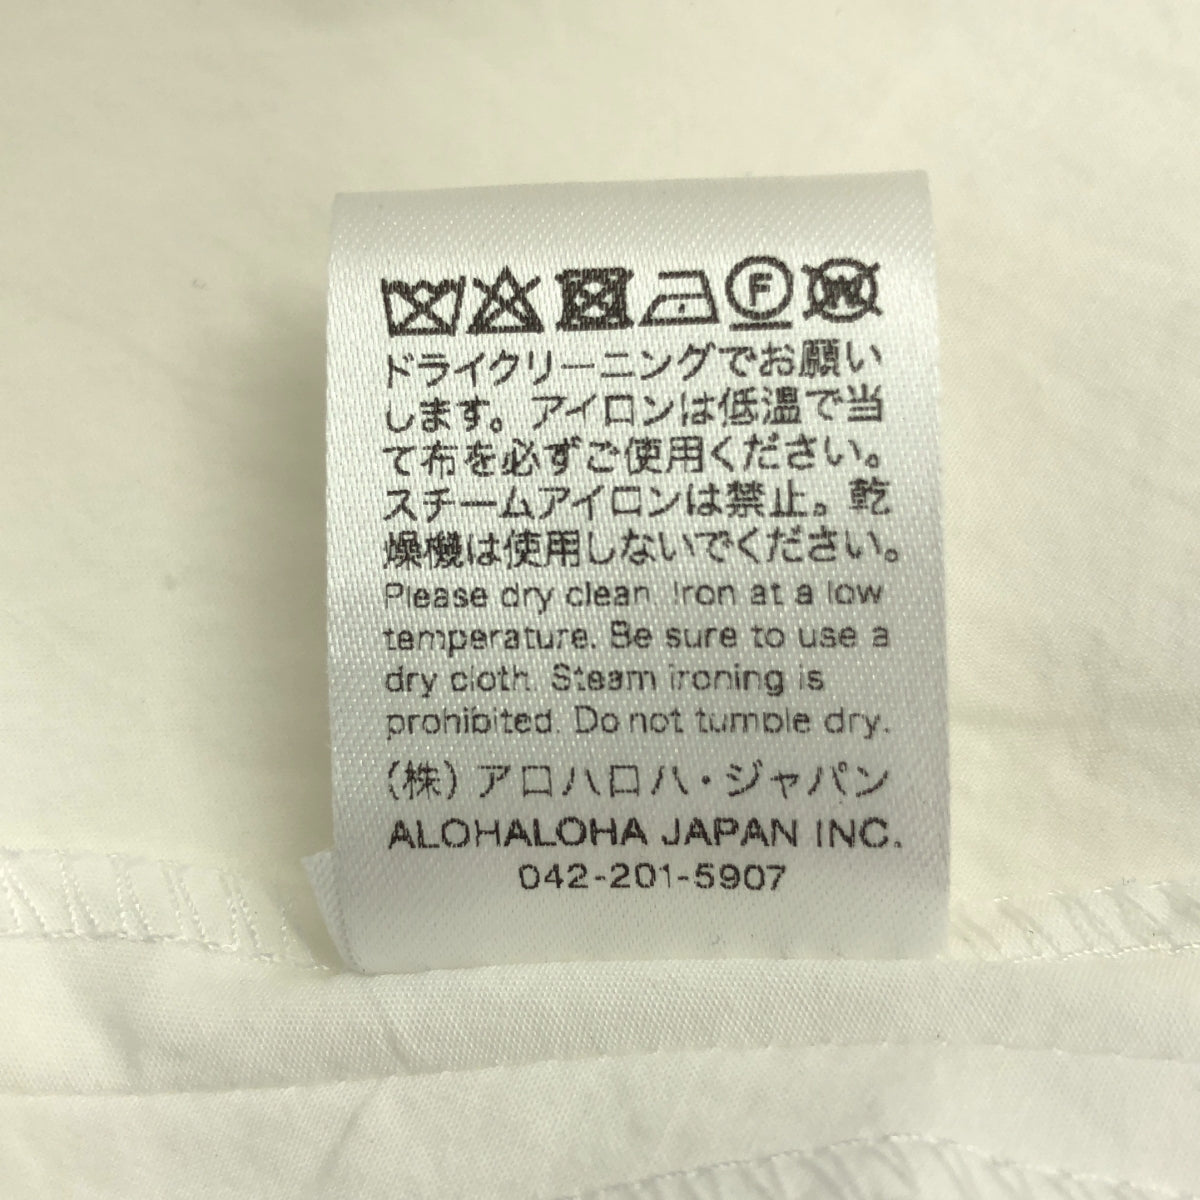 F W
ドライクリーニングでお願い
します。アイロンは低温で当
て布を必ずご使用ください。
スチームアイロンは禁止。乾
燥機は使用しないでください。
Please dry clean. Iron at a low
temperature. Be sure to use a
dry cloth. Steam ironing is
prohibited. Do not tumble dry.
(株)アロハロハ・ジャパン
ALOHALOHA JAPAN INC.
042-201-5907